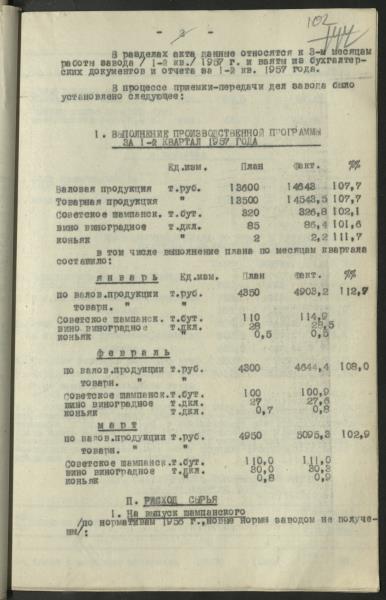 102
144
- 2 -
В разделах акта данные относятся к 3-м месяцам
работы завода / 1-й кв./ 1957 г. и взяты из бухгалтер-
ских документов и отчета за 1-й кв. 1957 года.
В процессе приемки-передачи дел завода было
установлено следующее:
1. ВЫПОЛНЕНИЕ ПРОИЗВОДСТВЕННОЙ ПРОГРАММЫ
ЗА 1-й КВАРТАЛ 1957 ГОДА
Ед.изм. План Факт. %%
Валовая продукция т.руб. 13600 14643 107,7
Товарная продукция " 13500 14543,5 107,7
Советское шампанск. т.бут. 320 326,8 102,1
вино виноградное т.дкл. 85 86,4 101,6
коньяк " 2 2,2 111,7
в том числе выполнение плана по месяцам квартала
составило:
январь Ед.изм. План Факт. %%
по валов.продукции т.руб. 4350 4903,2 112,7
товарн. " "
Советское шампанск. т.бут. 110 114,9
вино виноградное т.дкл. 28 28,5
коньяк " 0,5 0,5
февраль
по валов.продукции т.руб. 4300 4644,4 108,0
товарн. " "
Советское шампанск. т.бут. 100 100,9
вино виноградное т.дкл. 27 27,6
коньяк т.дкл. 0,7 0,8
март
по валов.продукции т.руб. 4950 5095,3 102,9
товарн. " "
Советское шампанск. т.бут. 110,0 111,0
вино виноградное т.дкл. 30,0 30,3
коньяк " 0,8 0,9
П. РАСХОД СЫРЬЯ
1. На выпуск шампанского
/по нормативам 1956 г., новые нормы заводом не получе-
ны/: